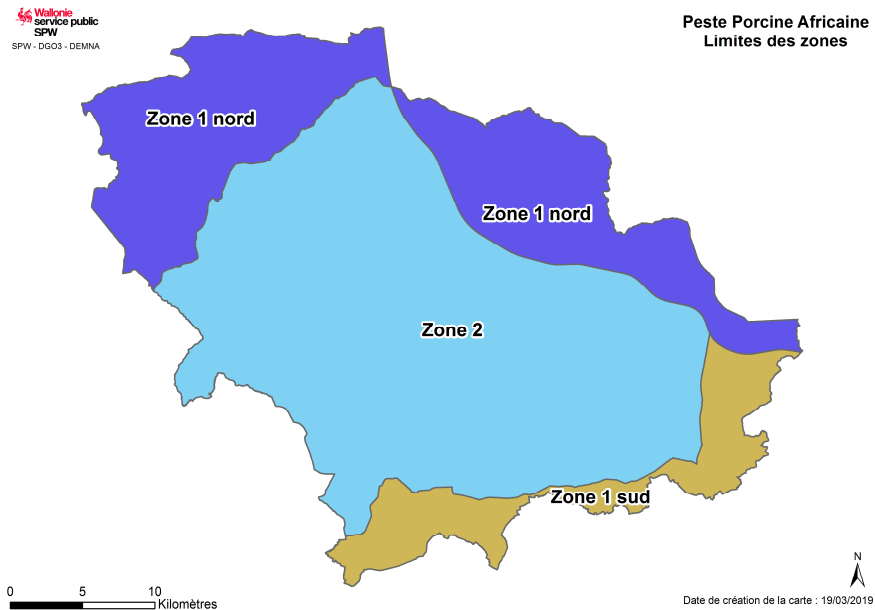 Wallonie
service public
SPW
SPW - DGO3 - DEMNA
Peste Porcine Africaine
Limites des zones
Zone 1 nord
Zone 1 nord
Zone 2
Zone 1 sud
0 5 10
Kilomètres
N
Date de création de la carte : 19/03/2019